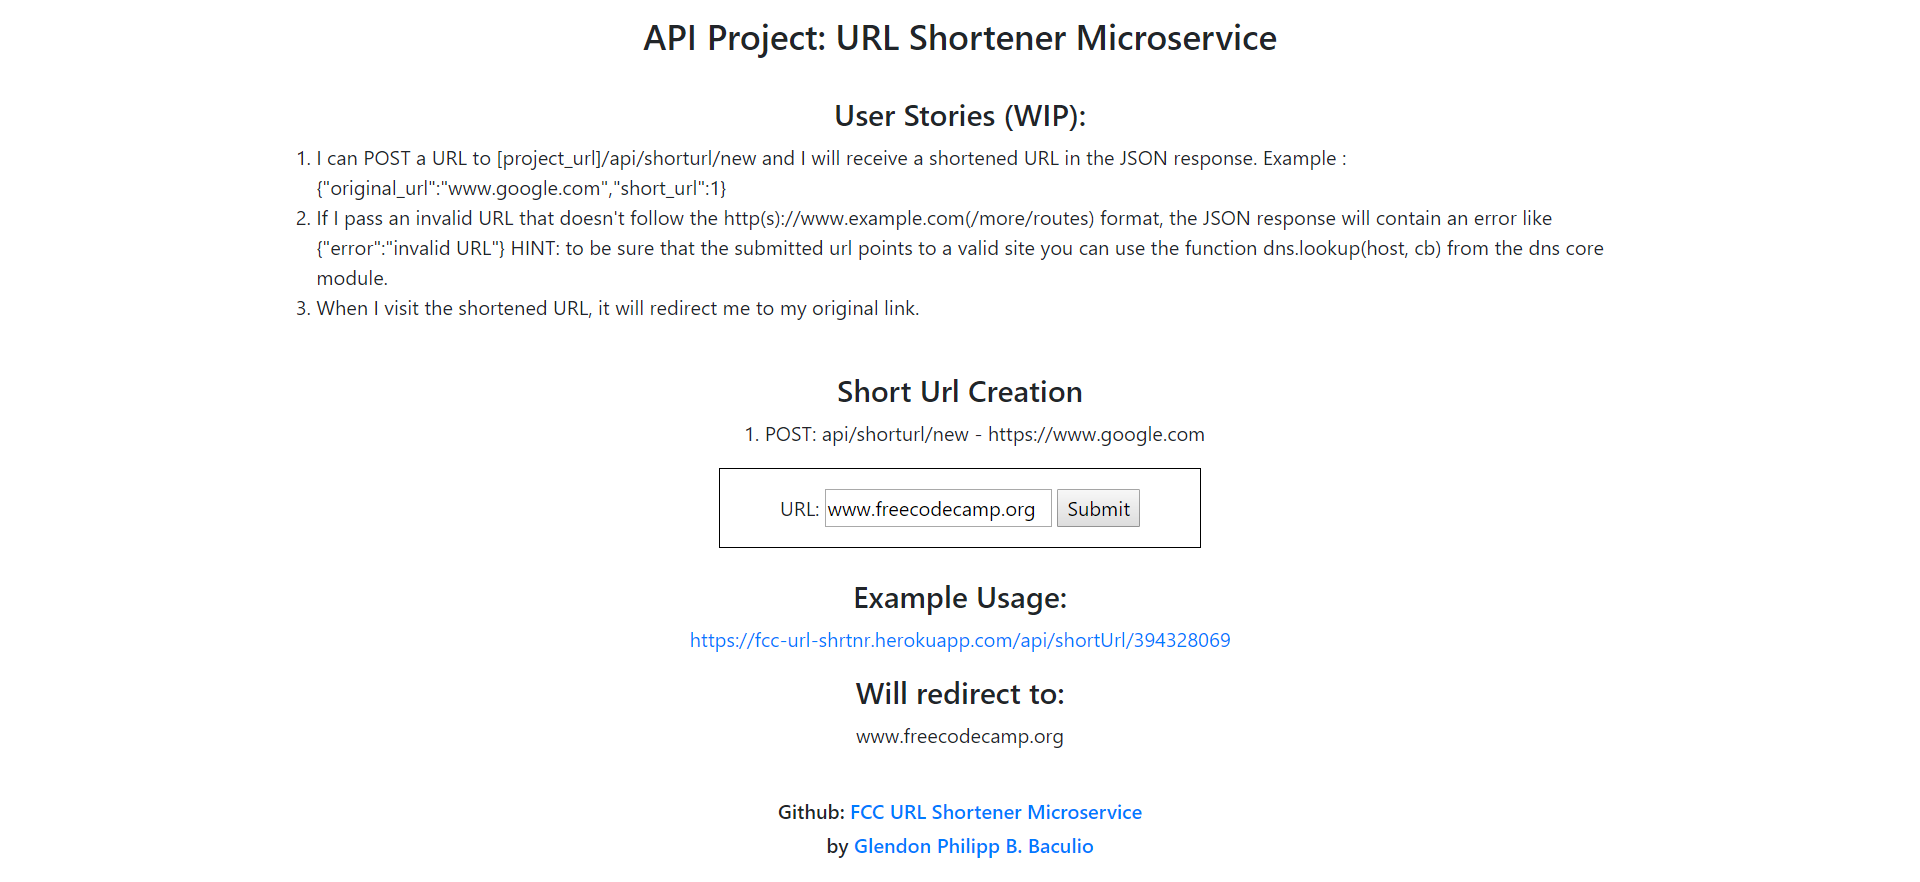 API Project: URL Shortener Microservice
User Stories (WIP):
1. I can POST a URL to [project_url]/api/shorturl/new and I will receive a shortened URL in the JSON response. Example :
{"original_url":"www.google.com","short_url":1}
2. If I pass an invalid URL that doesn't follow the http(s)://www.example.com(/more/routes) format, the JSON response will contain an error like
{"error":"invalid URL"} HINT: to be sure that the submitted url points to a valid site you can use the function dns.lookup(host, cb) from the dns core
module.
3. When I visit the shortened URL, it will redirect me to my original link.
Short Url Creation
1. POST: api/shorturl/new - https://www.google.com
URL: www.freecodecamp.org Submit
Example Usage:
https://fcc-url-shrtnr.herokuapp.com/api/shortUrl/394328069
Will redirect to:
www.freecodecamp.org
Github: FCC URL Shortener Microservice
by Glendon Philipp B. Baculio